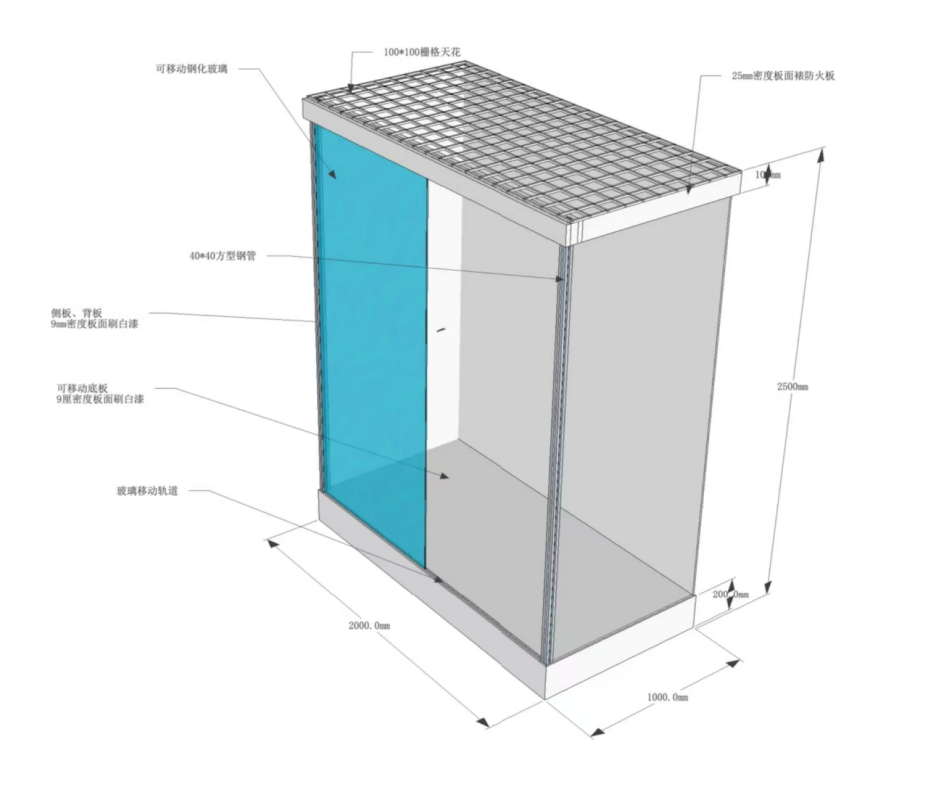 100*100栅格天花
可移动钢化玻璃
25mm密度板面裱防火板
40*40方型钢管
侧板、背板
9mm密度板面刷白漆
2500mm
可移动底板
9厘密度板面刷白漆
玻璃移动轨道
2000.0mm
1000.0mm